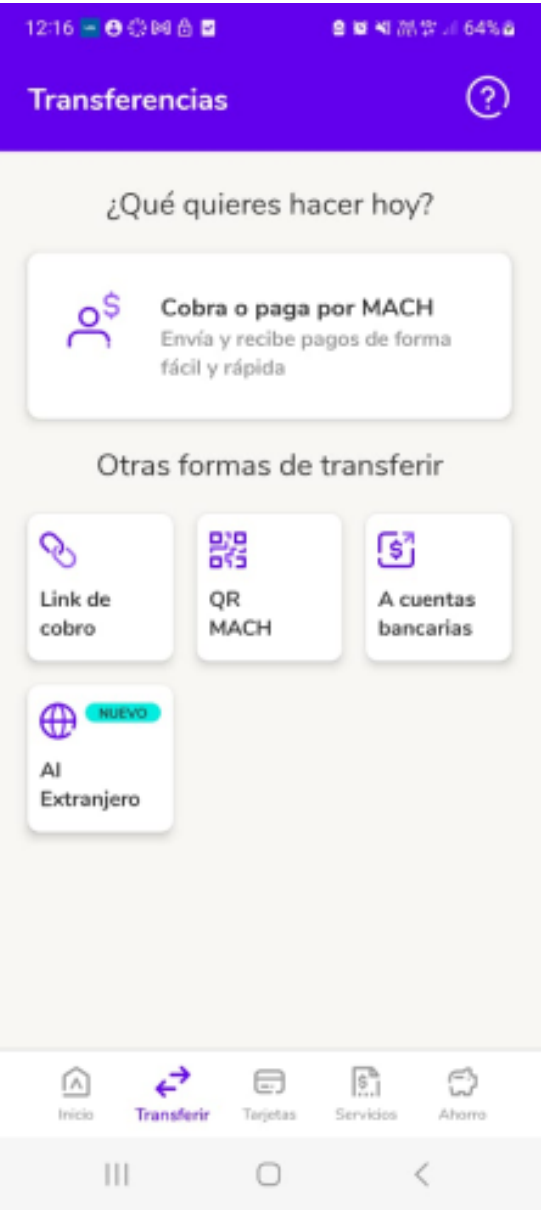 12:16 64%
Transferencias
¿Qué quieres hacer hoy?
Cobra o paga por MACH
Envía y recibe pagos de forma
fácil y rápida
Otras formas de transferir
Link de
cobro
QR
MACH
A cuentas
bancarias
NUEVO
Al
Extranjero
Inicio Transferir Tarjetas Servicios Ahorro